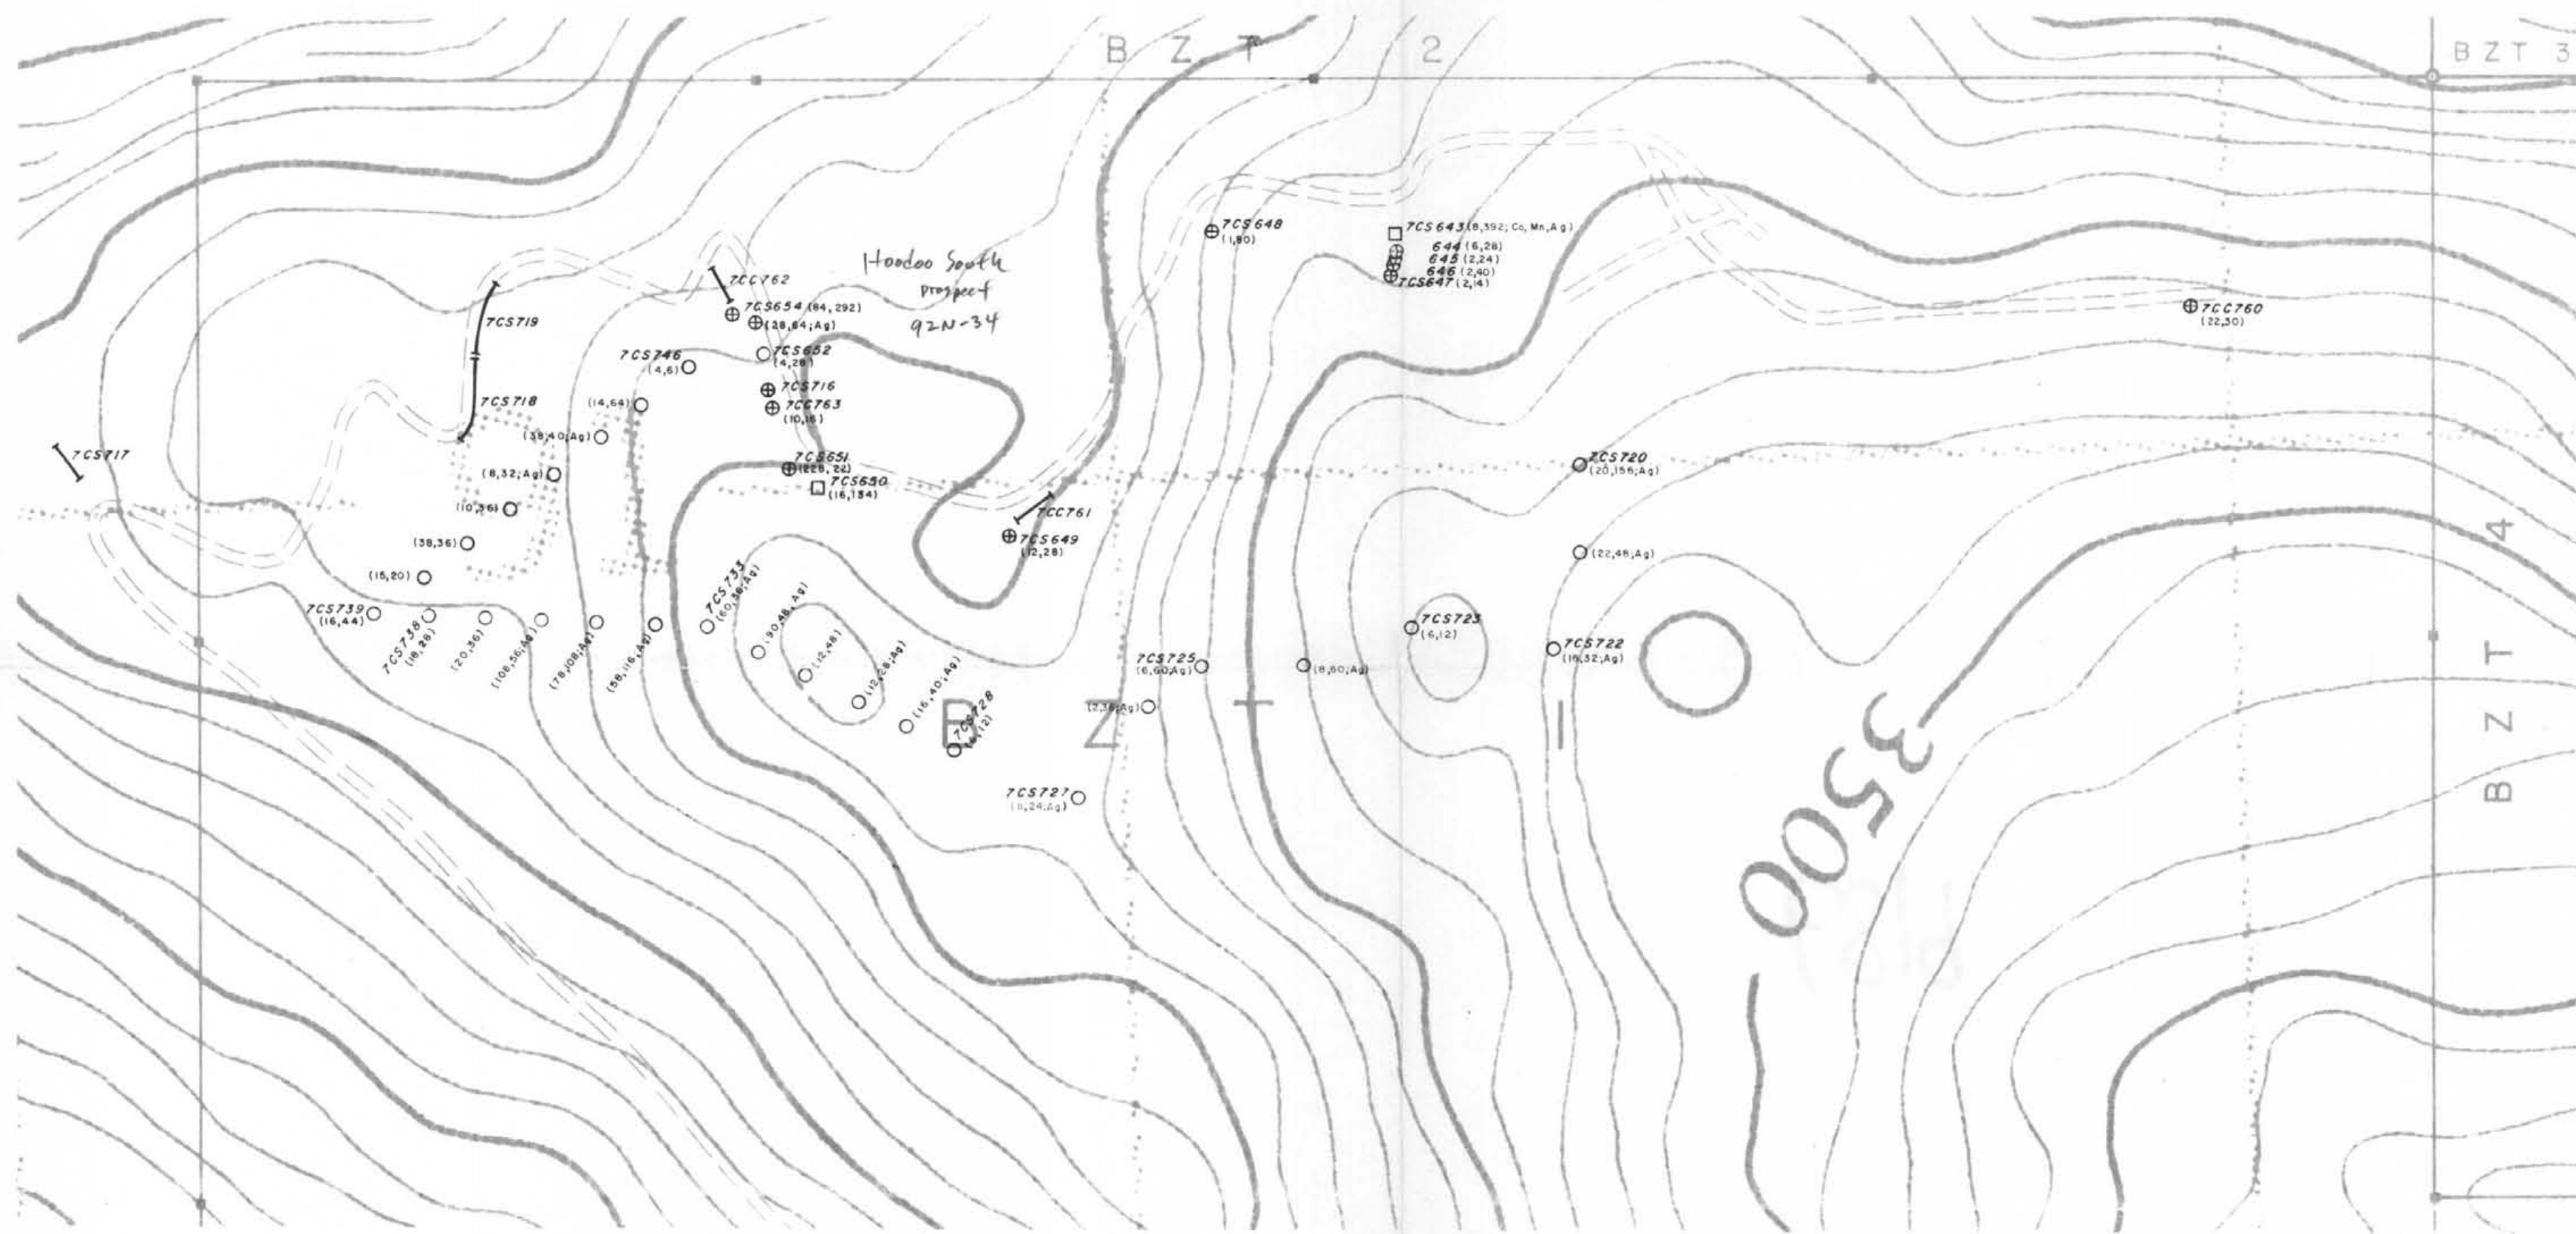 BZT 2
BZT 3
7CS648
(1,80)
7CS643(8,392; Co, Mn, Ag)
644 (6,28)
645 (2,24)
646 (2,40)
7CS647 (2,14)
Hoodoo South
prospect
92N-34
7CC762
7CS654 (84,292)
(28,64;Ag)
7CC760
(22,30)
7CS719
7CS746
(4,6)
7CS652
(4,28)
7CS716
7CC763
(10,16)
7CS718
(14,64)
(38,40;Ag)
7CS717
7CS651
(228,22)
7CS650
(16,134)
7CS720
(20,156;Ag)
(8,32;Ag)
(10,36)
7CC761
7CS649
(12,28)
(38,36)
(22,48;Ag)
(15,20)
7CS739
(16,44)
7CS738
(18,28)
(20,36)
(108,56;Ag)
(78,108;Ag)
(58,116;Ag)
7CS733
(60,36;Ag)
(90,48;Ag)
(12,48)
(12,28;Ag)
(16,40;Ag)
7CS728
7CS723
(6,12)
7CS722
(16,32;Ag)
7CS725
(6,60;Ag)
(8,60;Ag)
(2,36;Ag)
BZT 1
7CS727
3500
BZT 4